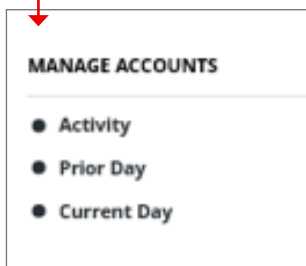 MANAGE ACCOUNTS
● Activity
● Prior Day
● Current Day